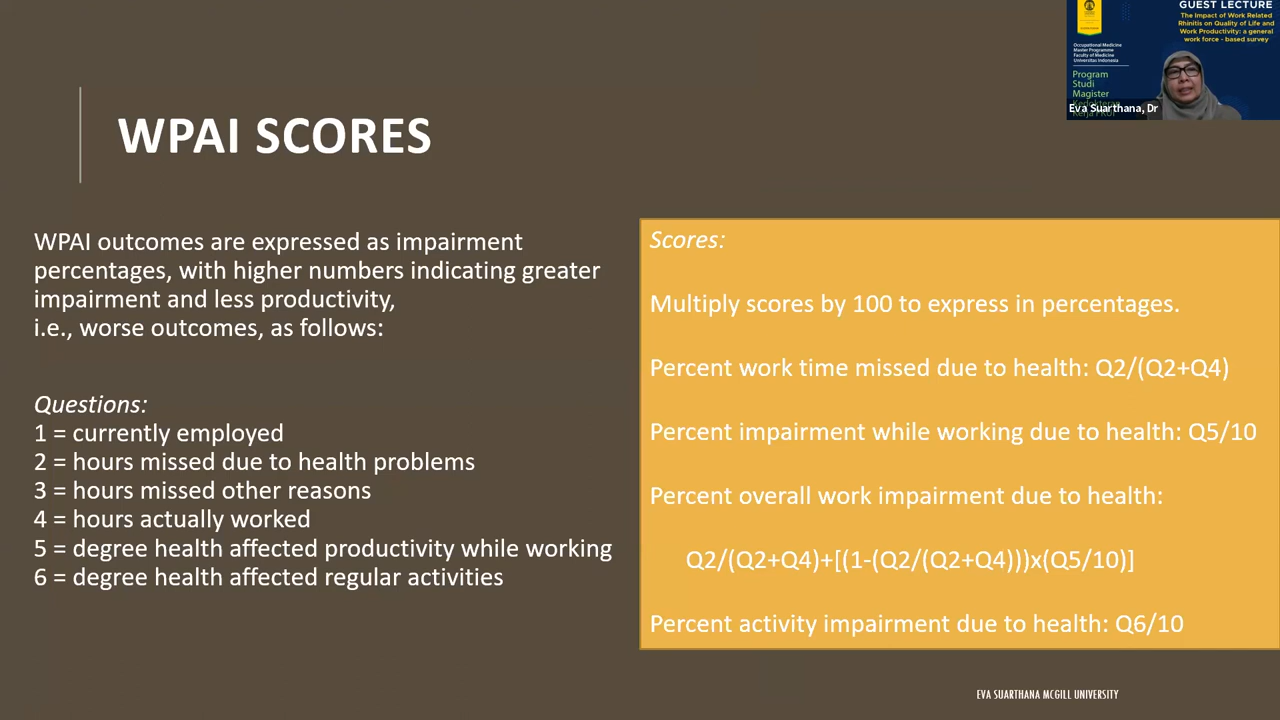 WPAI SCORES
WPAI outcomes are expressed as impairment
percentages, with higher numbers indicating greater
impairment and less productivity,
i.e., worse outcomes, as follows:
Questions:
1 = currently employed
2 = hours missed due to health problems
3 = hours missed other reasons
4 = hours actually worked
5 = degree health affected productivity while working
6 = degree health affected regular activities
Scores:
Multiply scores by 100 to express in percentages.
Percent work time missed due to health: Q2/(Q2+Q4)
Percent impairment while working due to health: Q5/10
Percent overall work impairment due to health:
Q2/(Q2+Q4)+[(1-(Q2/(Q2+Q4)))x(Q5/10)]
Percent activity impairment due to health: Q6/10
EVA SUARTHANA MCGILL UNIVERSITY
GUEST LECTURE
The Impact of Work Related
Rhinitis on Quality of Life and
Work Productivity: a general
work force - based survey
Occupational Medicine
Master Programme
Faculty of Medicine
Universitas Indonesia
Program
Studi
Magister
Eva Suarthana, Dr